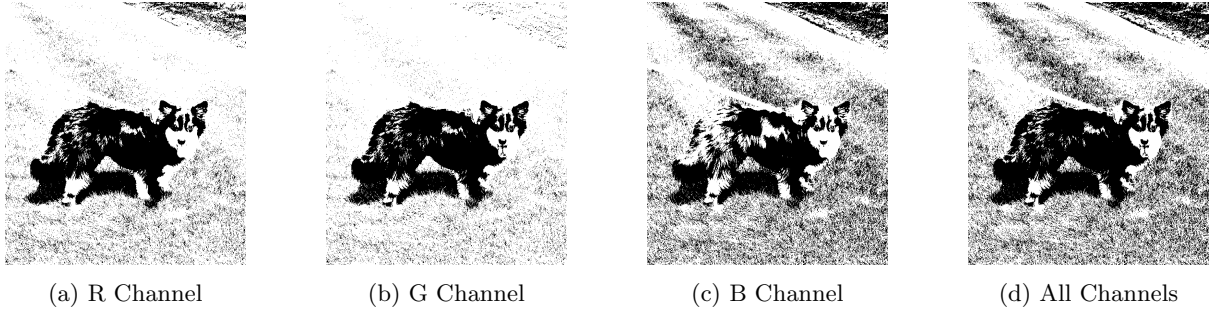 (a) R Channel
(b) G Channel
(c) B Channel
(d) All Channels